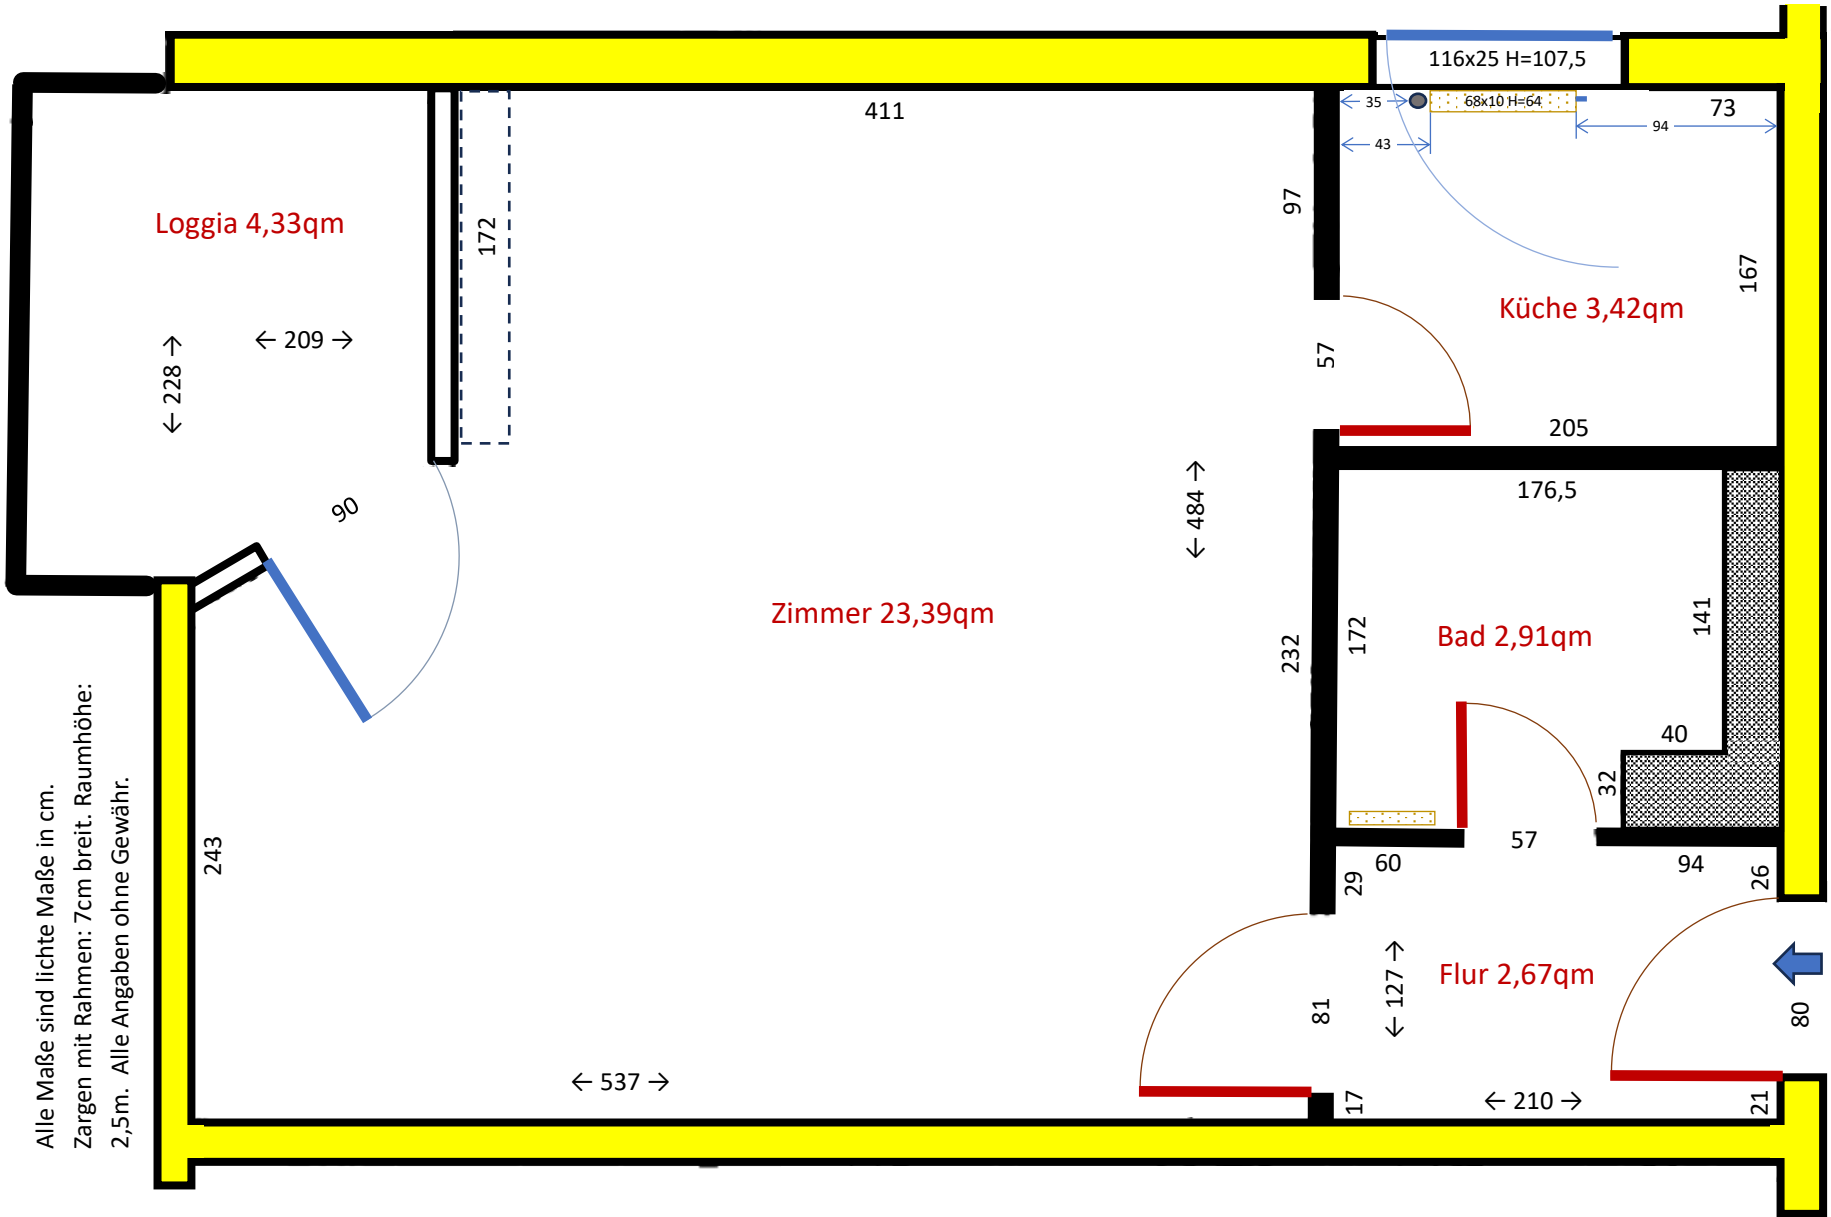 116x25 H=107,5
411
35
68x10 H=64
73
94
43
97
172
Loggia 4,33qm
167
Küche 3,42qm
← 209 →
← 228 →
57
205
176,5
90
← 484 →
Zimmer 23,39qm
141
172
Bad 2,91qm
232
40
32
57
60
94
29
26
243
Flur 2,67qm
← 127 →
81
80
← 537 →
← 210 →
17
21
Alle Maße sind lichte Maße in cm.
Zargen mit Rahmen: 7cm breit. Raumhöhe:
2,5m. Alle Angaben ohne Gewähr.